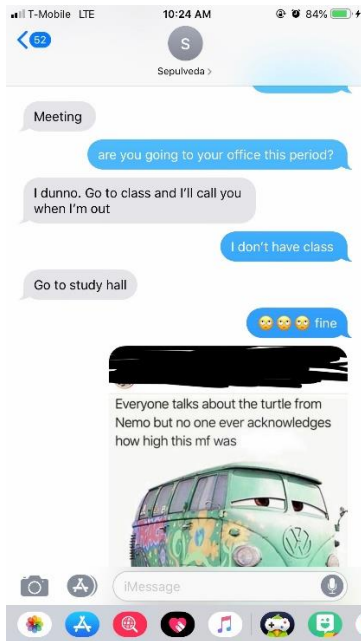 T-Mobile LTE
10:24 AM
84%
52
S
Sepulveda >
Meeting
are you going to your office this period?
I dunno. Go to class and I'll call you
when I'm out
I don't have class
Go to study hall
🙄🙄🙄 fine
Everyone talks about the turtle from
Nemo but no one ever acknowledges
how high this mf was
iMessage